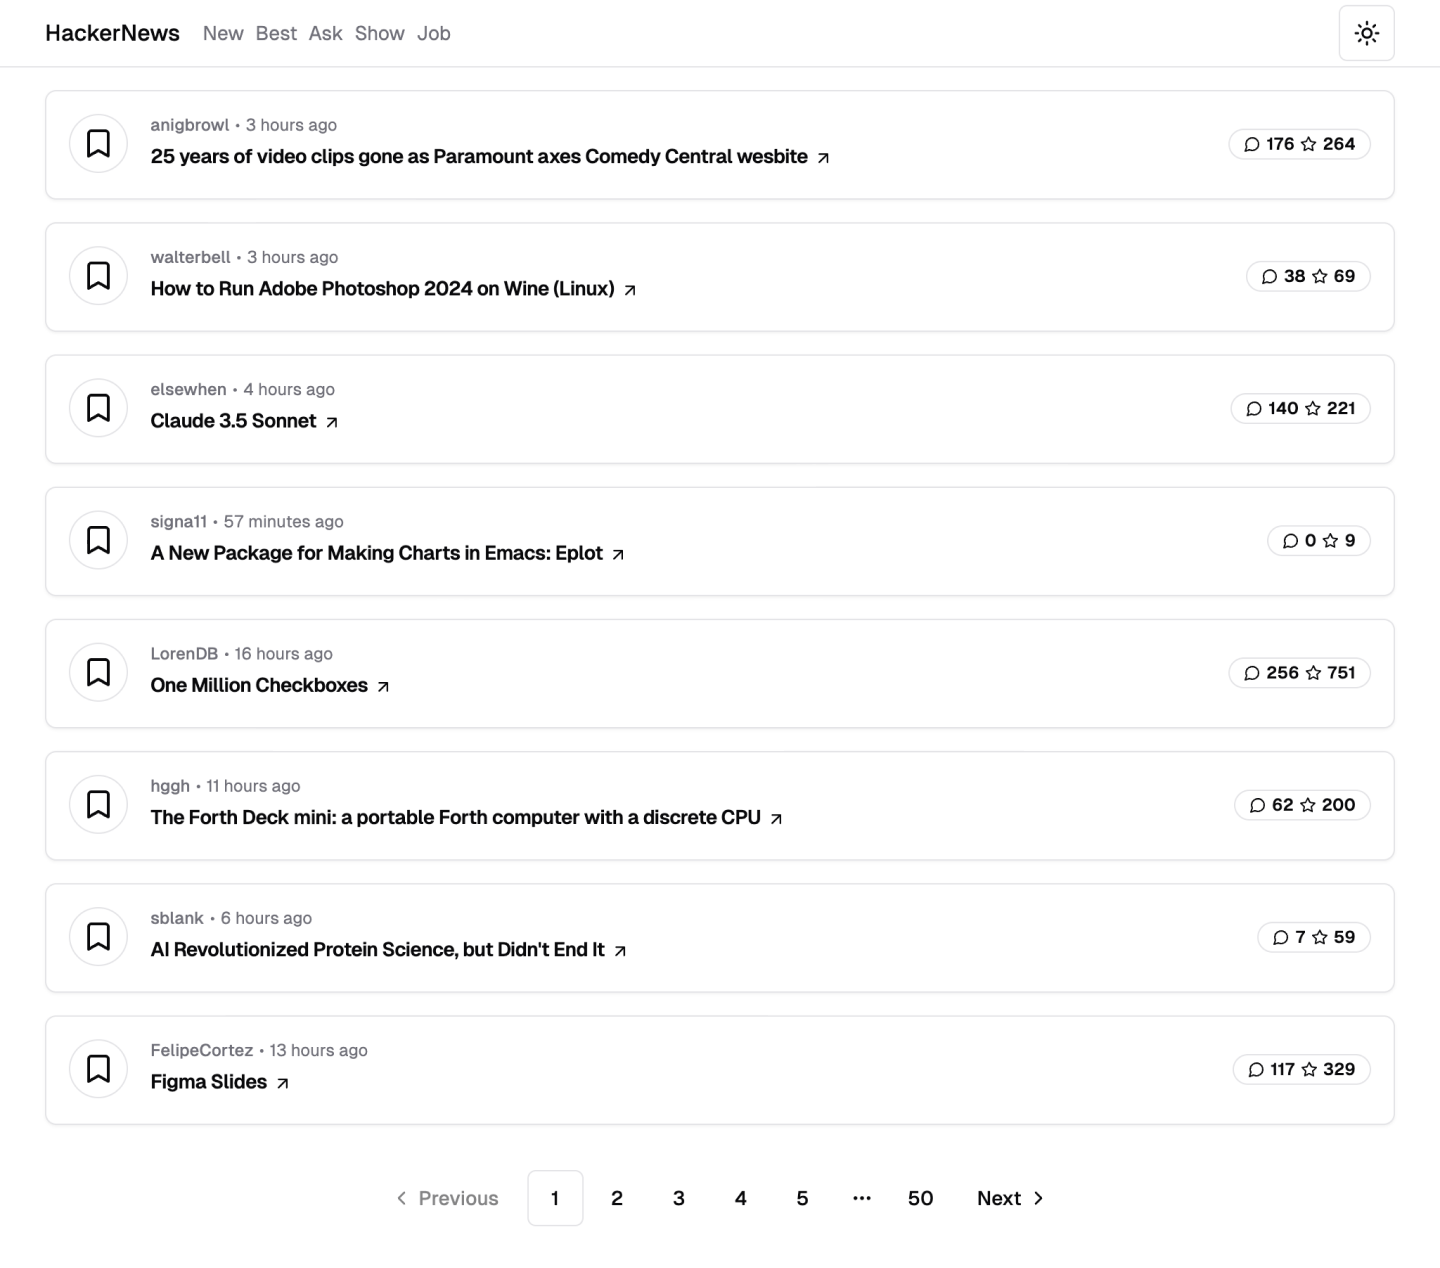 HackerNews New Best Ask Show Job
anigbrowl • 3 hours ago
25 years of video clips gone as Paramount axes Comedy Central wesbite
176 264
walterbell • 3 hours ago
How to Run Adobe Photoshop 2024 on Wine (Linux)
38 69
elsewhen • 4 hours ago
Claude 3.5 Sonnet
140 221
signa11 • 57 minutes ago
A New Package for Making Charts in Emacs: Eplot
0 9
LorenDB • 16 hours ago
One Million Checkboxes
256 751
hggh • 11 hours ago
The Forth Deck mini: a portable Forth computer with a discrete CPU
62 200
sblank • 6 hours ago
AI Revolutionized Protein Science, but Didn't End It
7 59
FelipeCortez • 13 hours ago
Figma Slides
117 329
Previous 1 2 3 4 5 ··· 50 Next